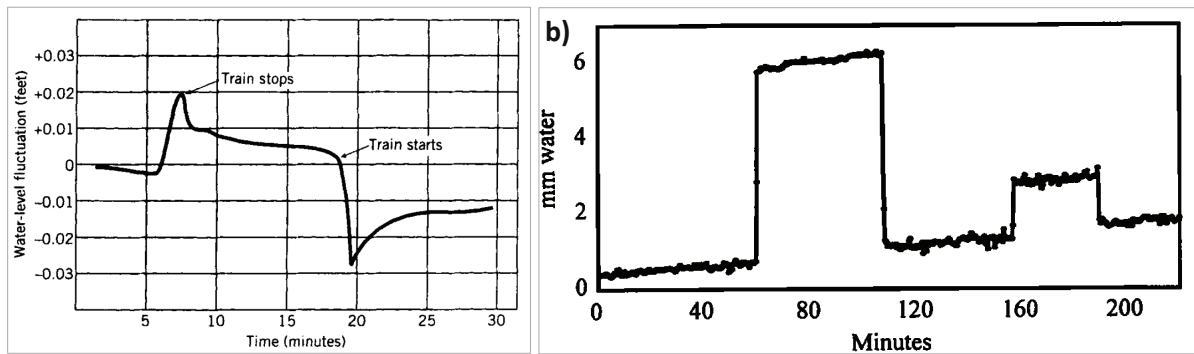 Water-level fluctuation (feet)
+0.03
+0.02
+0.01
0
–0.01
–0.02
–0.03
Train stops
Train starts
5 10 15 20 25 30
Time (minutes)
b)
mm water
6
4
2
0
0 40 80 120 160 200
Minutes